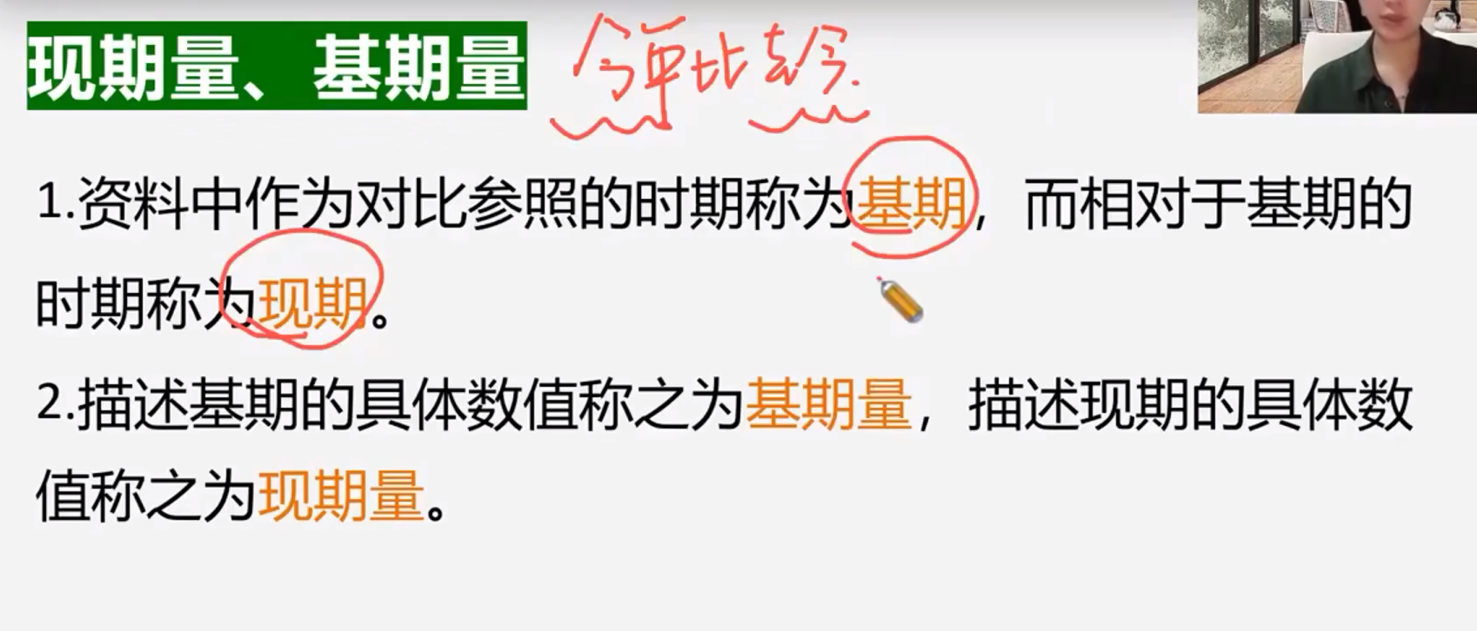 现期量、基期量
今年比去年
1.资料中作为对比参照的时期称为基期，而相对于基期的
时期称为现期。
2.描述基期的具体数值称之为基期量，描述现期的具体数
值称之为现期量。